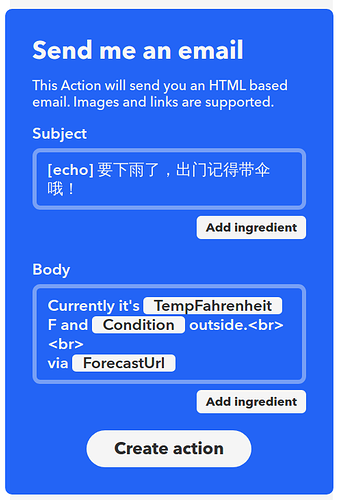 Send me an email
This Action will send you an HTML based
email. Images and links are supported.
Subject
[echo] 要下雨了，出门记得带伞
哦！
Add ingredient
Body
Currently it's TempFahrenheit
F and Condition outside.<br>
<br>
via ForecastUrl
Add ingredient
Create action